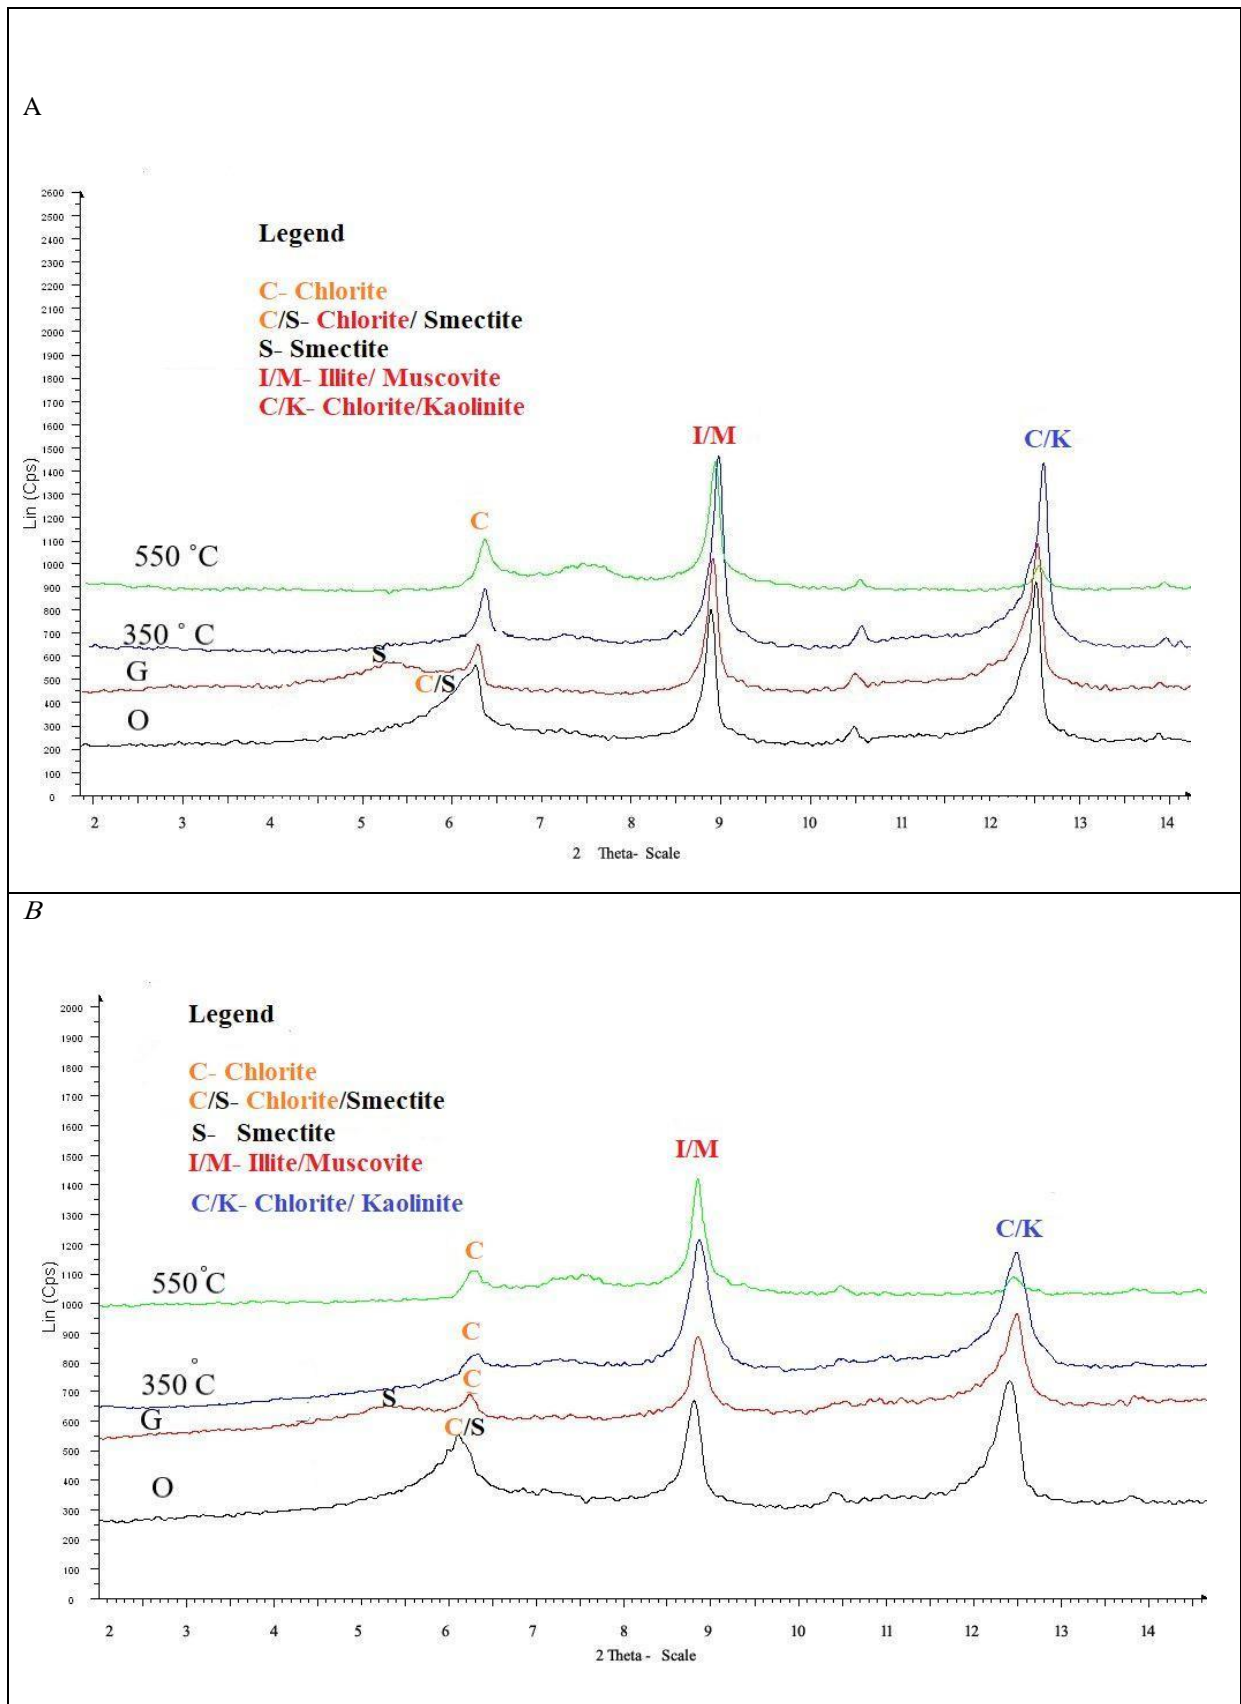 A
2600
2500
2400
2300
2200
2100
2000
1900
1800
1700
1600
1500
1400
1300
1200
1100
1000
900
800
700
600
500
400
300
200
100
0
Lin (Cps)
Legend
C- Chlorite
C/S- Chlorite/ Smectite
S- Smectite
I/M- Illite/ Muscovite
C/K- Chlorite/Kaolinite
I/M
C/K
C
550 °C
350 °C
S
G
C/S
O
2 3 4 5 6 7 8 9 10 11 12 13 14
2 Theta- Scale
B
2000
1900
1800
1700
1600
1500
1400
1300
1200
1100
1000
900
800
700
600
500
400
300
200
100
0
Lin (Cps)
Legend
C- Chlorite
C/S- Chlorite/Smectite
S- Smectite
I/M- Illite/Muscovite
C/K- Chlorite/ Kaolinite
I/M
C/K
C
550°C
C
350°C
C
S
G
C/S
O
2 3 4 5 6 7 8 9 10 11 12 13 14
2 Theta - Scale